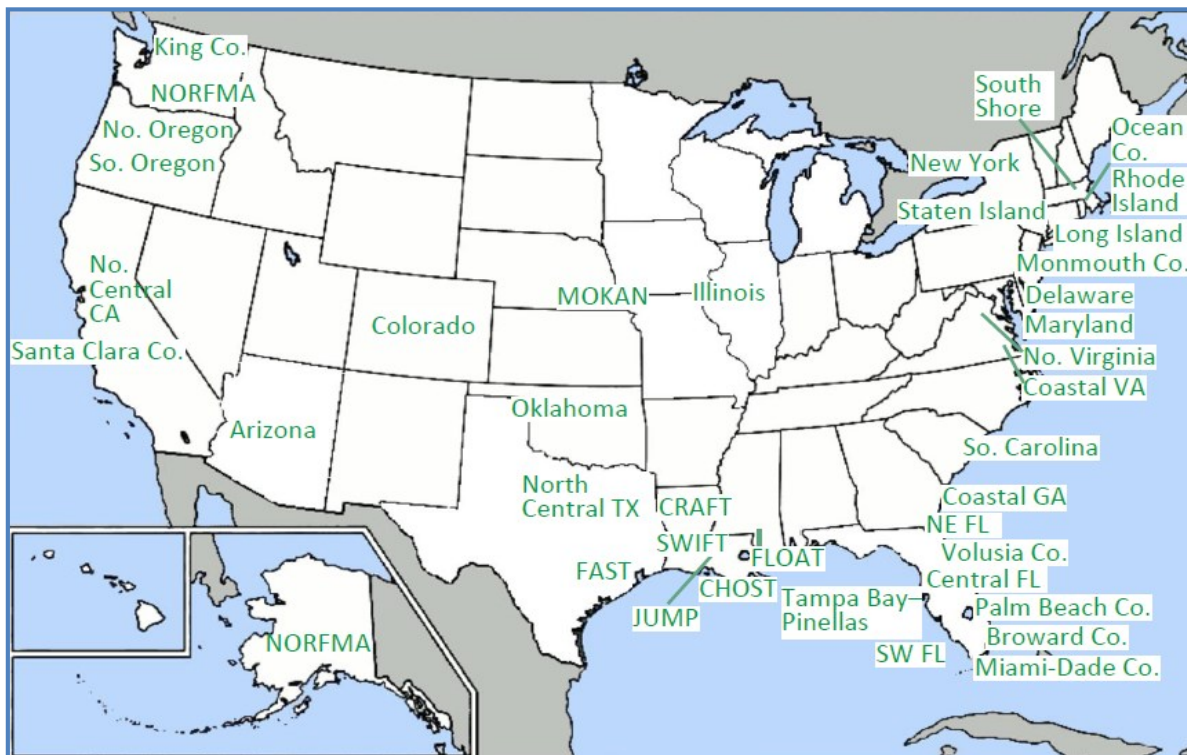 King Co.
NORFMA
No. Oregon
So. Oregon
No.
Central
CA
Santa Clara Co.
Arizona
Colorado
MOKAN
Illinois
Oklahoma
North
Central TX
CRAFT
SWIFT
FAST
JUMP
CHOST
FLOAT
NORFMA
South
Shore
Ocean
Co.
Rhode
Island
New York
Staten Island
Long Island
Monmouth Co.
Delaware
Maryland
No. Virginia
Coastal VA
So. Carolina
Coastal GA
NE FL
Volusia Co.
Central FL
Tampa Bay–
Pinellas
Palm Beach Co.
Broward Co.
SW FL
Miami-Dade Co.